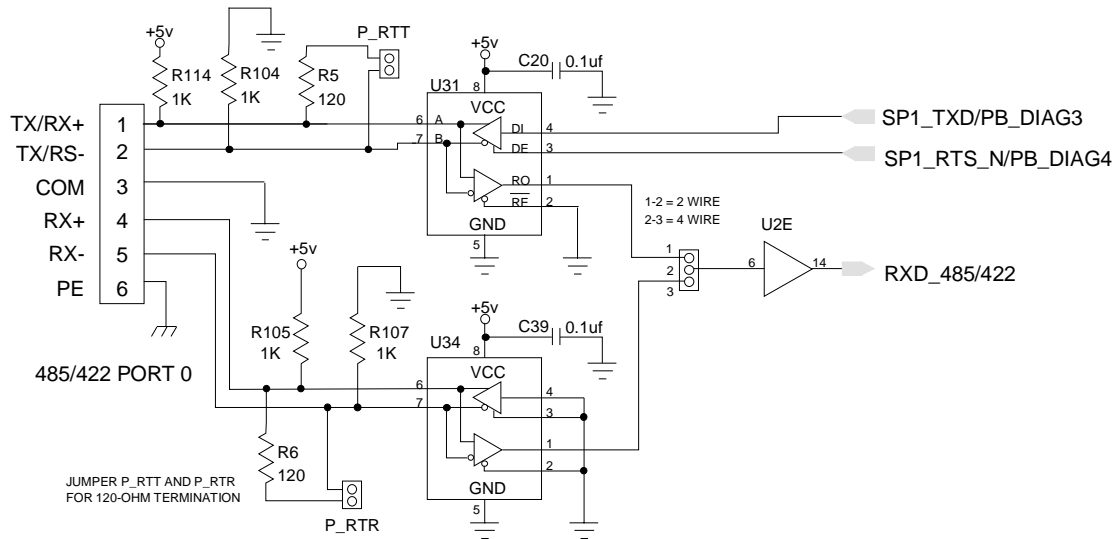 P_RTT
+5v
R114
1K
R104
1K
R5
120
+5v
C20
0.1uf
U31
8
VCC
TX/RX+
1
6
A
DI
4
SP1_TXD/PB_DIAG3
TX/RS-
2
7
B
DE
3
SP1_RTS_N/PB_DIAG4
COM
3
RO
1
RE
2
RX+
4
GND
5
1-2 = 2 WIRE
2-3 = 4 WIRE
U2E
RX-
5
+5v
1
2
3
6
14
RXD_485/422
PE
6
+5v
R105
1K
R107
1K
C39
0.1uf
U34
8
VCC
485/422 PORT 0
6
4
7
3
1
2
R6
120
GND
5
JUMPER P_RTT AND P_RTR
FOR 120-OHM TERMINATION
P_RTR